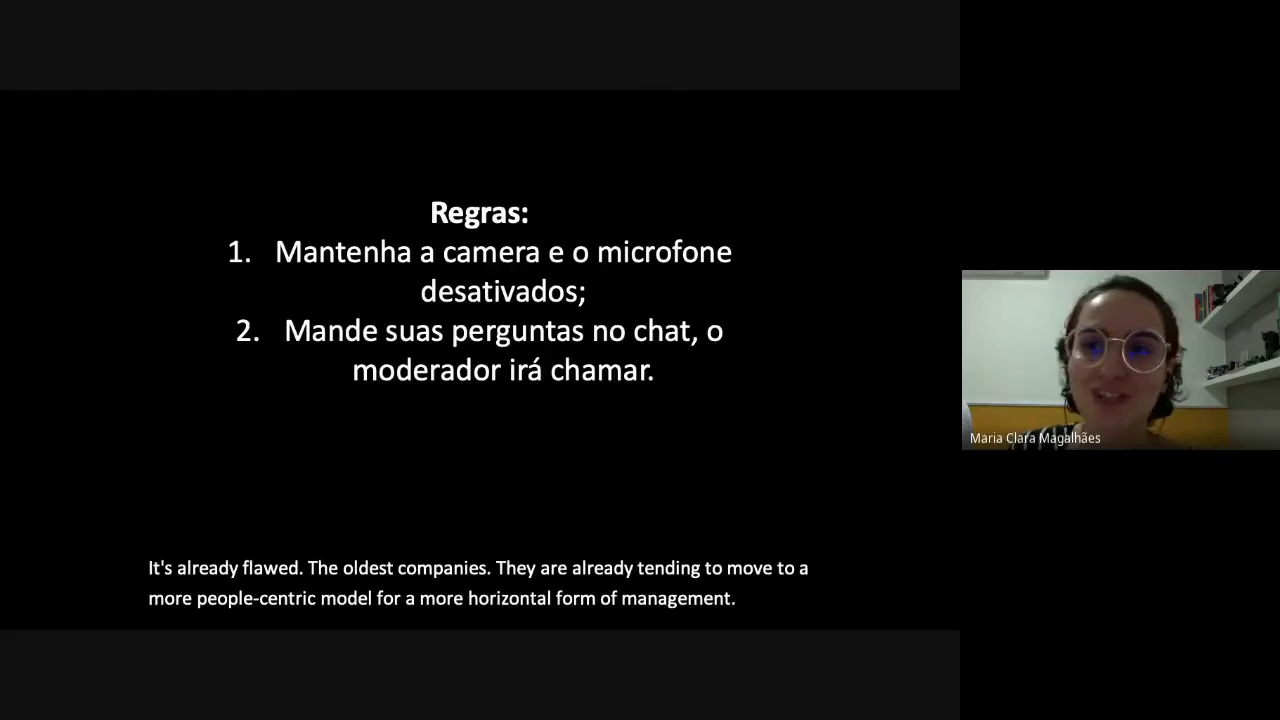 Regras:
1. Mantenha a camera e o microfone
desativados;
2. Mande suas perguntas no chat, o
moderador irá chamar.
Maria Clara Magalhães
It's already flawed. The oldest companies. They are already tending to move to a
more people-centric model for a more horizontal form of management.